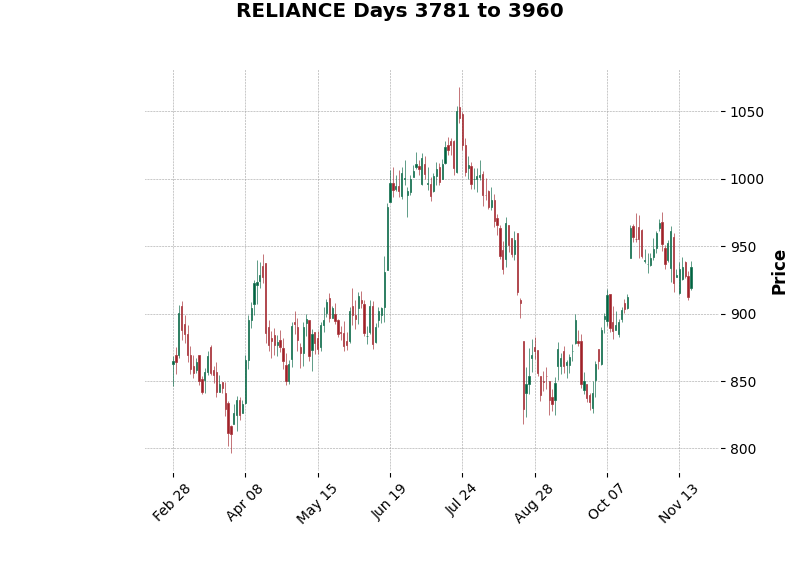 RELIANCE Days 3781 to 3960
1050
1000
950
900
850
800
Price
Feb 28
Apr 08
May 15
Jun 19
Jul 24
Aug 28
Oct 07
Nov 13